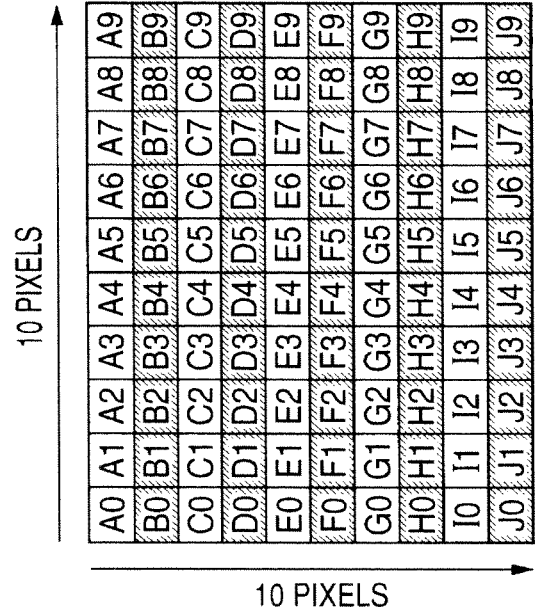 10 PIXELS
A0 A1 A2 A3 A4 A5 A6 A7 A8 A9
B0 B1 B2 B3 B4 B5 B6 B7 B8 B9
C0 C1 C2 C3 C4 C5 C6 C7 C8 C9
D0 D1 D2 D3 D4 D5 D6 D7 D8 D9
E0 E1 E2 E3 E4 E5 E6 E7 E8 E9
F0 F1 F2 F3 F4 F5 F6 F7 F8 F9
G0 G1 G2 G3 G4 G5 G6 G7 G8 G9
H0 H1 H2 H3 H4 H5 H6 H7 H8 H9
I0 I1 I2 I3 I4 I5 I6 I7 I8 I9
J0 J1 J2 J3 J4 J5 J6 J7 J8 J9
10 PIXELS